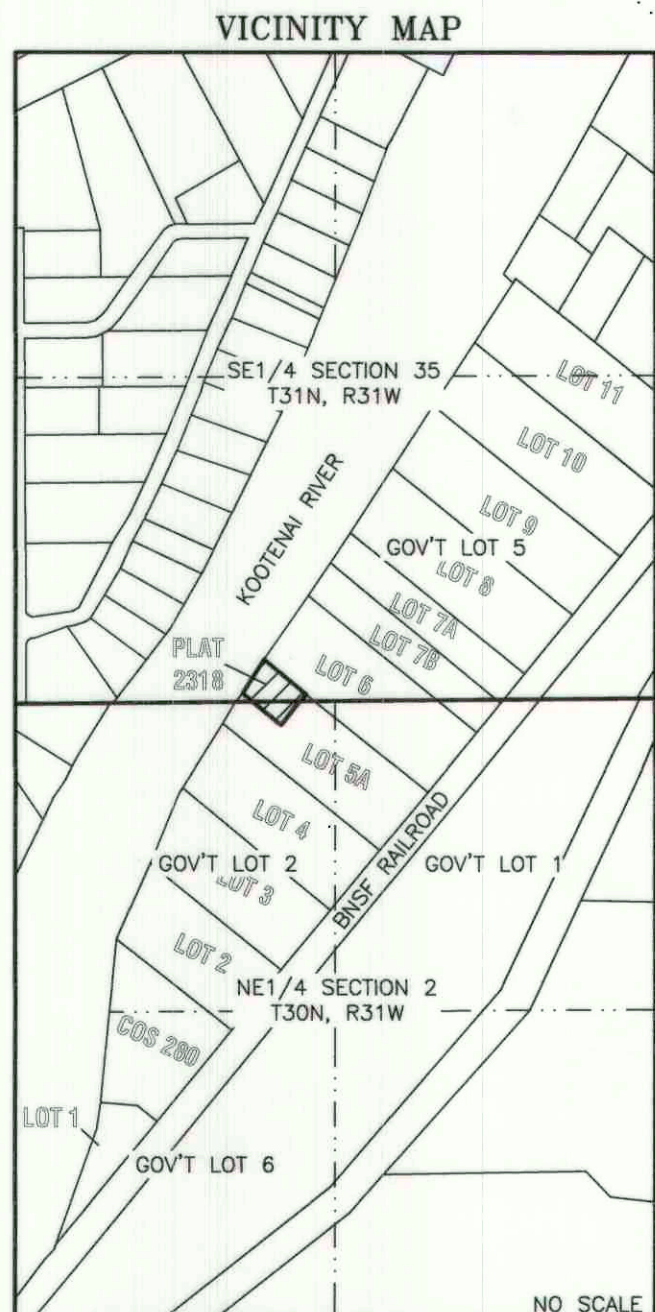 VICINITY MAP
SE1/4 SECTION 35
T31N, R31W
LOT 11
LOT 10
LOT 9
KOOTENAI RIVER
GOV'T LOT 5
LOT 8
LOT 7A
LOT 7B
PLAT
2318
LOT 6
LOT 5A
LOT 4
BNSF RAILROAD
GOV'T LOT 2
GOV'T LOT 1
LOT 3
LOT 2
NE1/4 SECTION 2
T30N, R31W
COS 280
LOT 1
GOV'T LOT 6
NO SCALE